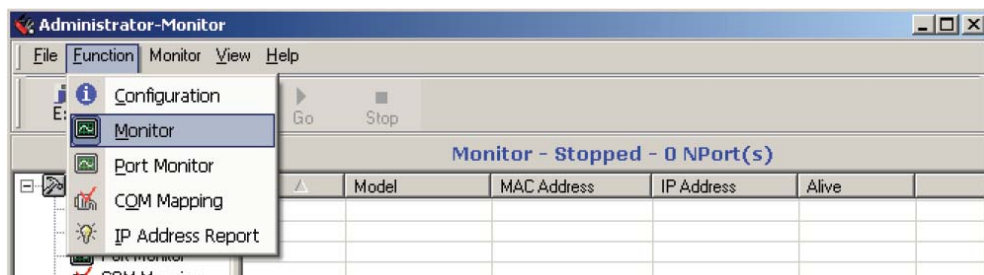 Administrator-Monitor
File Function Monitor View Help
Configuration
Monitor
Port Monitor
COM Mapping
IP Address Report
Go Stop
Monitor - Stopped - 0 NPort(s)
Model MAC Address IP Address Alive